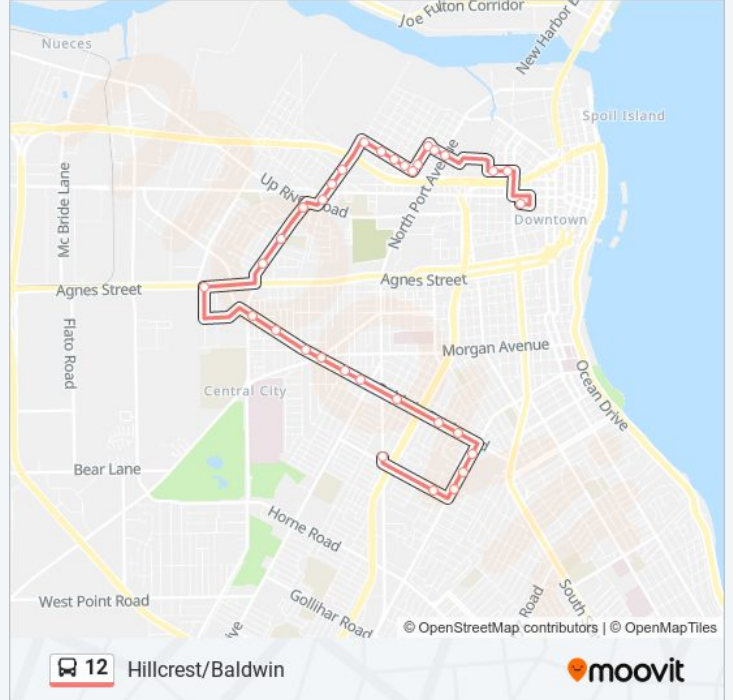 Joe Fulton Corridor
New Harbor
Nueces
Spoil Island
Mc Bride Lane
Up River Road
North Port Avenue
Downtown
Agnes Street
Agnes Street
Flato Road
Morgan Avenue
Ocean Drive
Central City
Bear Lane
Horne Road
West Point Road
Gollihar Road
ive
Road
South
© OpenStreetMap contributors | © OpenMapTiles
12 Hillcrest/Baldwin
moovit